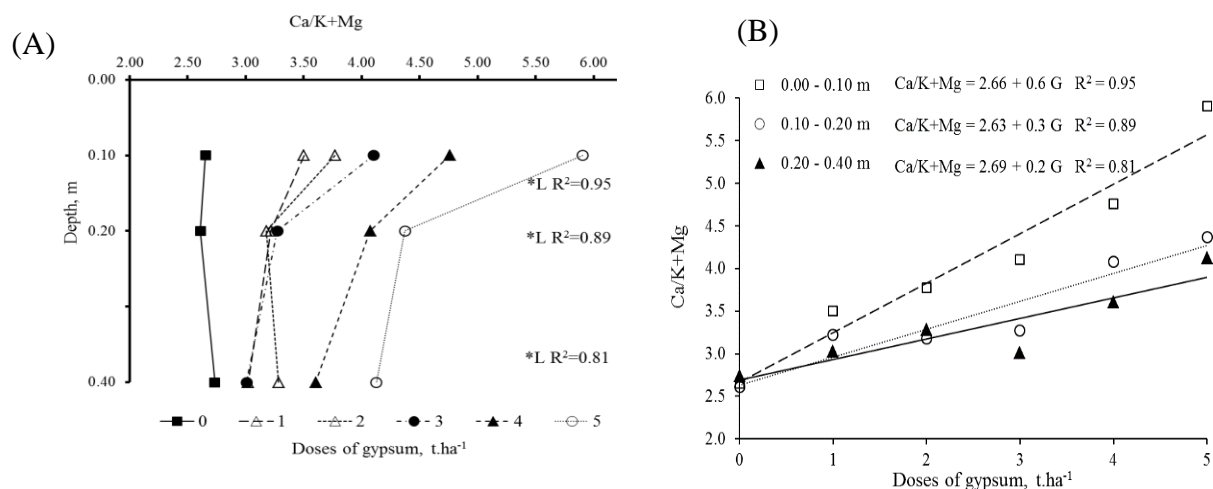 (A)
Ca/K+Mg
2.00 2.50 3.00 3.50 4.00 4.50 5.00 5.50 6.00
0.00
0.10
0.20
0.40
Depth, m
*L R²=0.95
*L R²=0.89
*L R²=0.81
0 1 2 3 4 5
Doses of gypsum, t.ha⁻¹
(B)
0.00 - 0.10 m Ca/K+Mg = 2.66 + 0.6 G R² = 0.95
0.10 - 0.20 m Ca/K+Mg = 2.63 + 0.3 G R² = 0.89
0.20 - 0.40 m Ca/K+Mg = 2.69 + 0.2 G R² = 0.81
6.0
5.5
5.0
4.5
4.0
3.5
3.0
2.5
2.0
Ca/K+Mg
0 1 2 3 4 5
Doses of gypsum, t.ha⁻¹